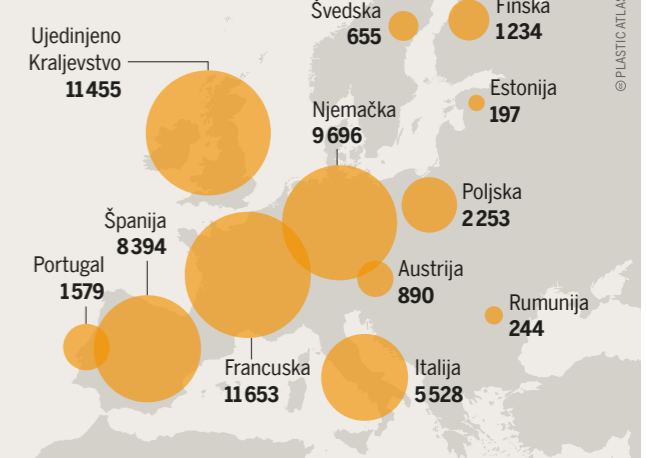 Švedska
655
Finska
1234
© PLASTIC ATLAS
Ujedinjeno
Kraljevstvo
11455
Estonija
197
Njemačka
9696
Poljska
2253
Španija
8394
Portugal
1579
Austrija
890
Rumunija
244
Francuska
11653
Italija
5528